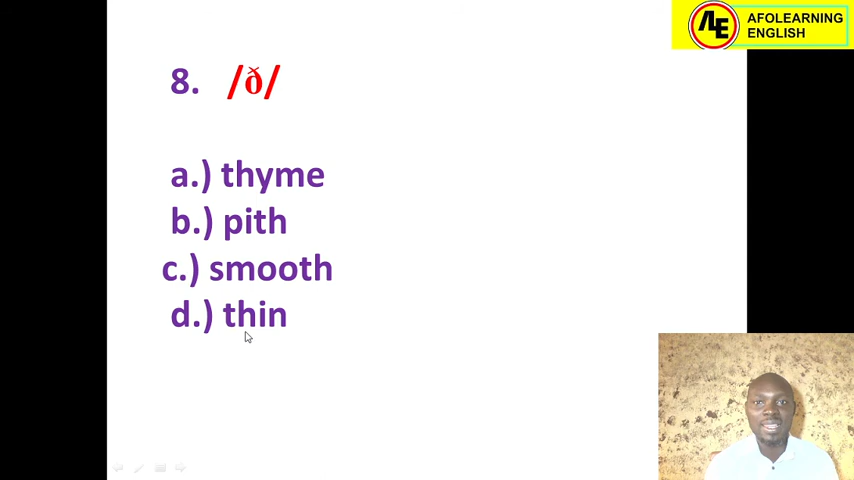 AFOLEARNING
ENGLISH
8. /ð/
a.) thyme
b.) pith
c.) smooth
d.) thin